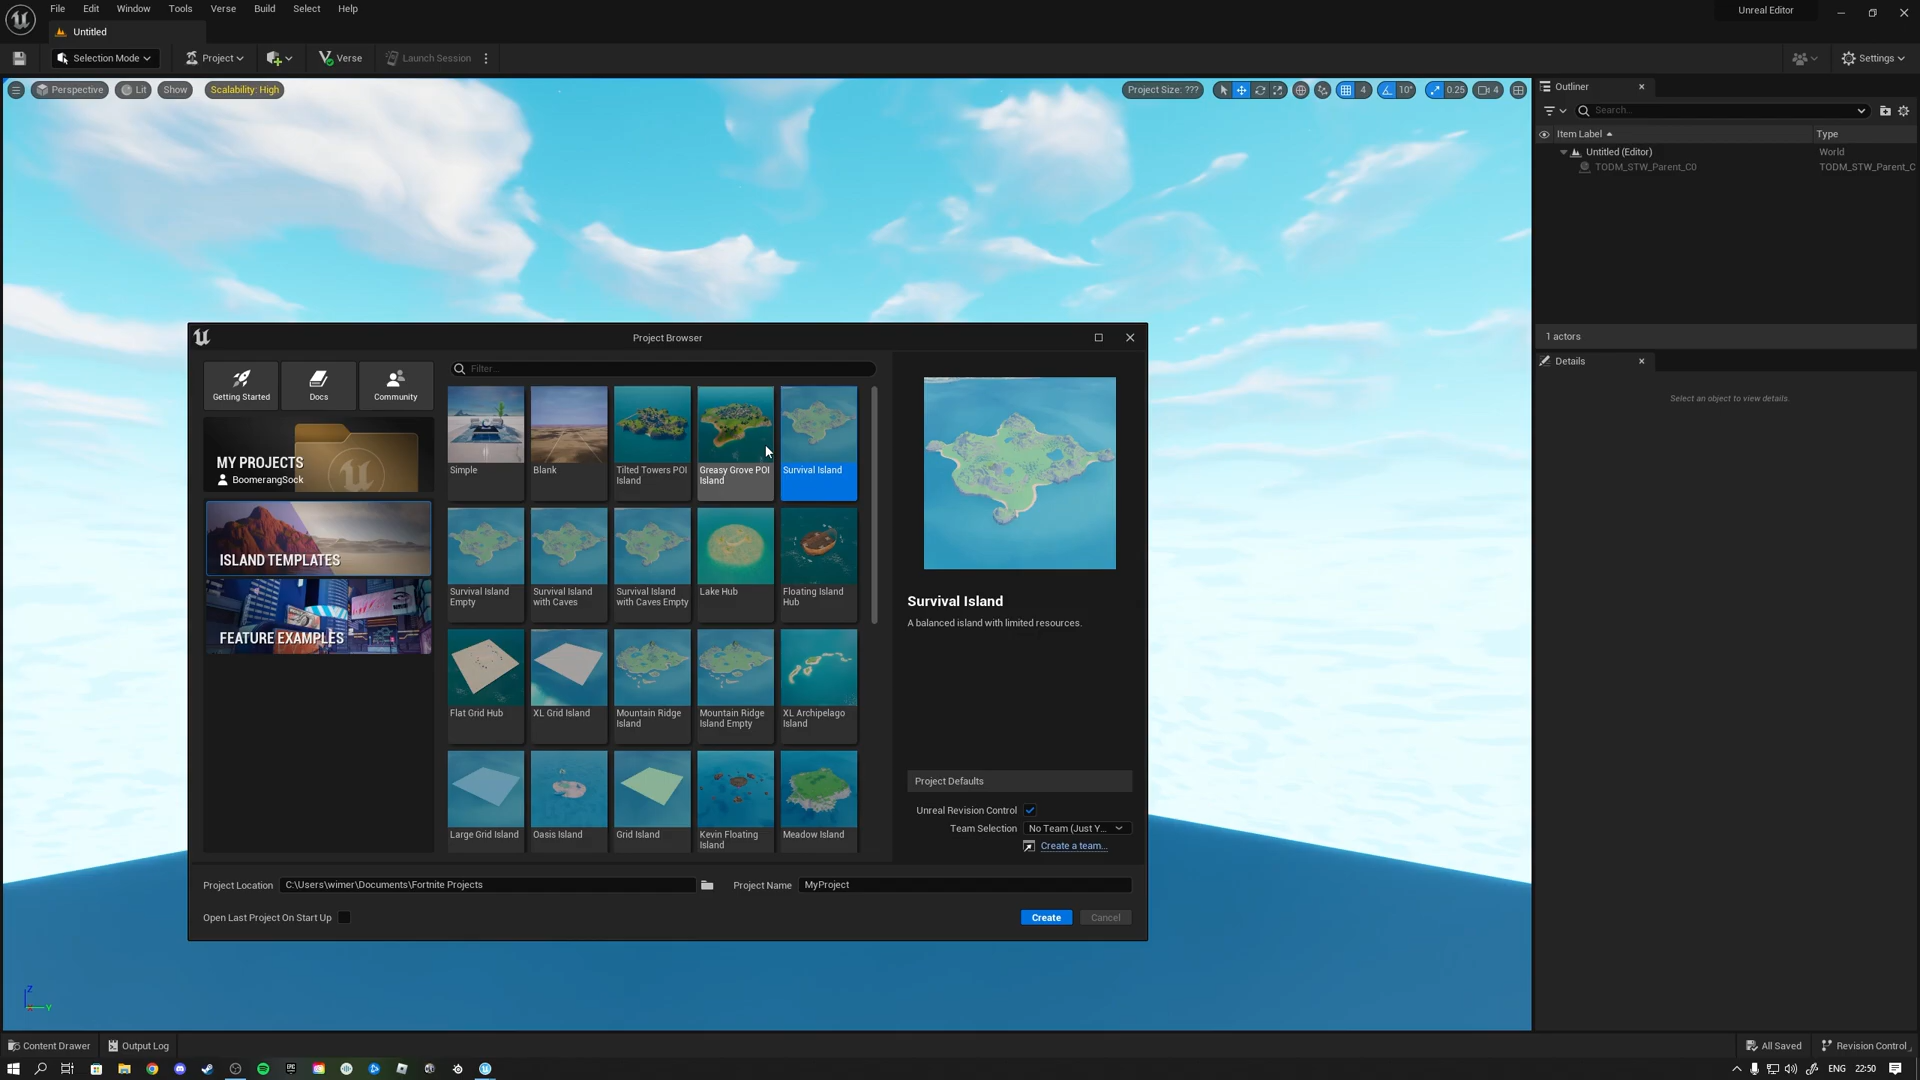 File Edit Window Tools Verse Build Select Help
Unreal Editor
Untitled
Selection Mode
Project
Verse
Launch Session
Settings
Perspective
Lit
Show
Scalability: High
Project Size: ???
4
10°
0.25
4
Outliner
Search...
Item Label
Type
Untitled (Editor)
World
TODM_STW_Parent_C0
TODM_STW_Parent_C
1 actors
Details
Select an object to view details.
Project Browser
Getting Started
Docs
Community
MY PROJECTS
BoomerangSock
ISLAND TEMPLATES
FEATURE EXAMPLES
Filter...
Simple
Blank
Tilted Towers POI
Island
Greasy Grove POI
Island
Survival Island
Survival Island
Empty
Survival Island
with Caves
Survival Island
with Caves Empty
Lake Hub
Floating Island
Hub
Flat Grid Hub
XL Grid Island
Mountain Ridge
Island
Mountain Ridge
Island Empty
XL Archipelago
Island
Large Grid Island
Oasis Island
Grid Island
Kevin Floating
Island
Meadow Island
Survival Island
A balanced island with limited resources.
Project Defaults
Unreal Revision Control
Team Selection
No Team (Just Y...
Create a team...
Project Location
C:\Users\wimer\Documents\Fortnite Projects
Project Name
MyProject
Open Last Project On Start Up
Create
Cancel
Z
Y
Content Drawer
Output Log
All Saved
Revision Control
ENG
22:50